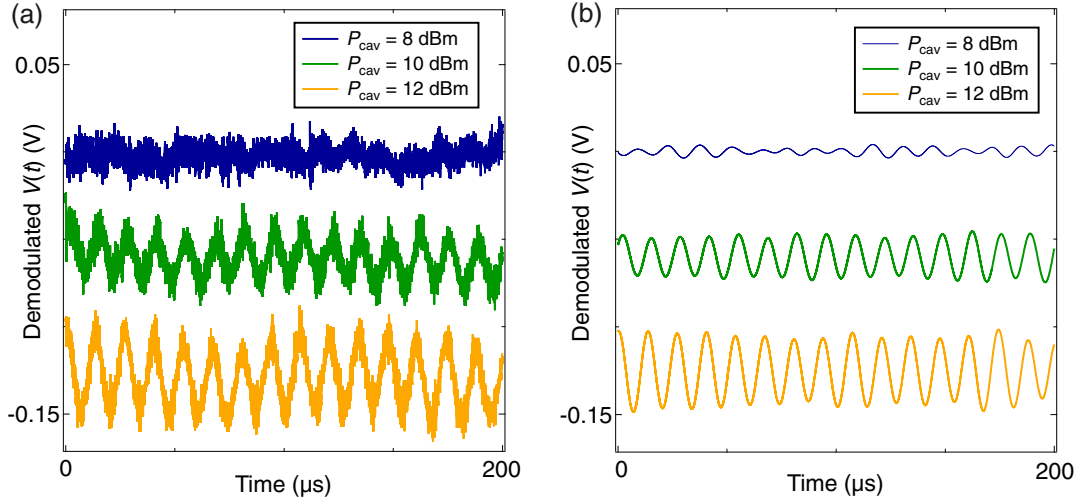 (a)
P_cav = 8 dBm
P_cav = 10 dBm
P_cav = 12 dBm
0.05
-0.15
Demodulated V(t) (V)
0
200
Time (μs)
(b)
P_cav = 8 dBm
P_cav = 10 dBm
P_cav = 12 dBm
0.05
-0.15
Demodulated V(t) (V)
0
200
Time (μs)